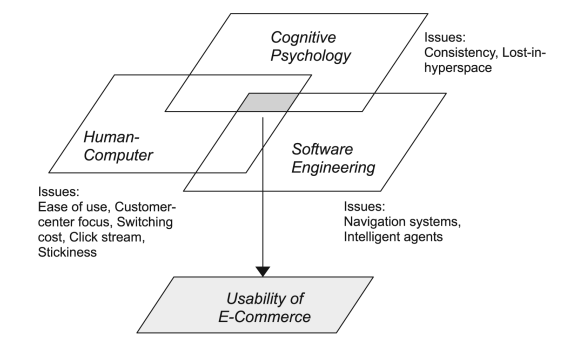 Cognitive
Psychology
Issues:
Consistency, Lost-in-
hyperspace
Human-
Computer
Software
Engineering
Issues:
Ease of use, Customer-
center focus, Switching
cost, Click stream,
Stickiness
Issues:
Navigation systems,
Intelligent agents
Usability of
E-Commerce